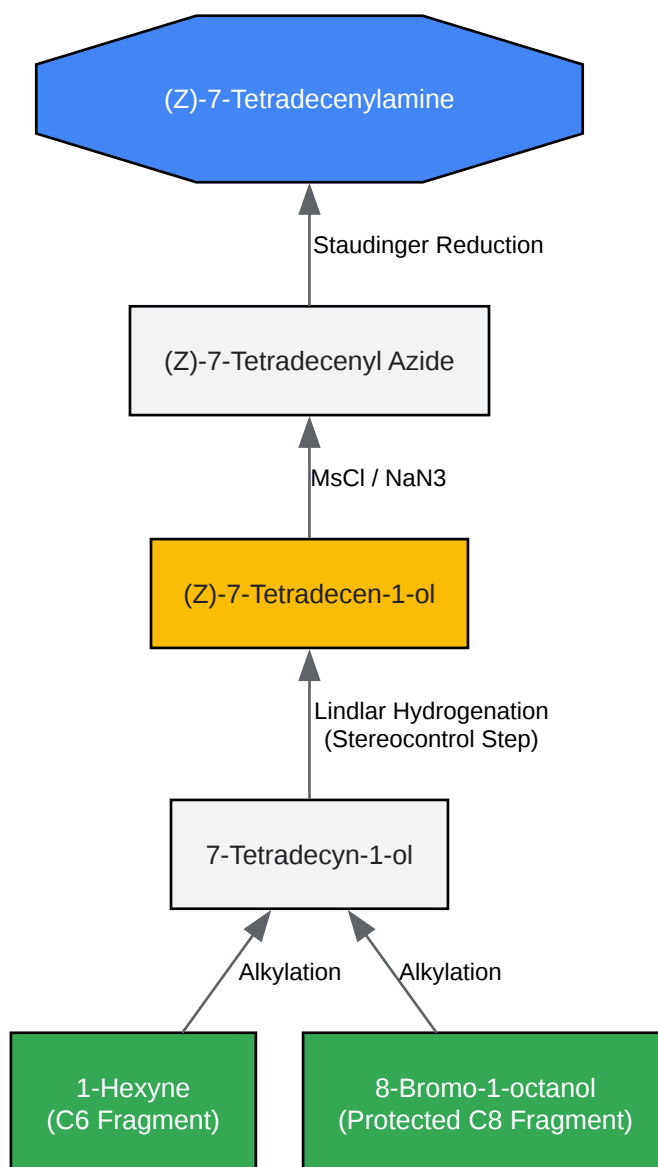 (Z)-7-Tetradecenylamine
Staudinger Reduction
(Z)-7-Tetradecenyl Azide
MsCl / NaN3
(Z)-7-Tetradecen-1-ol
Lindlar Hydrogenation
(Stereocontrol Step)
7-Tetradecyn-1-ol
Alkylation
Alkylation
1-Hexyne
(C6 Fragment)
8-Bromo-1-octanol
(Protected C8 Fragment)